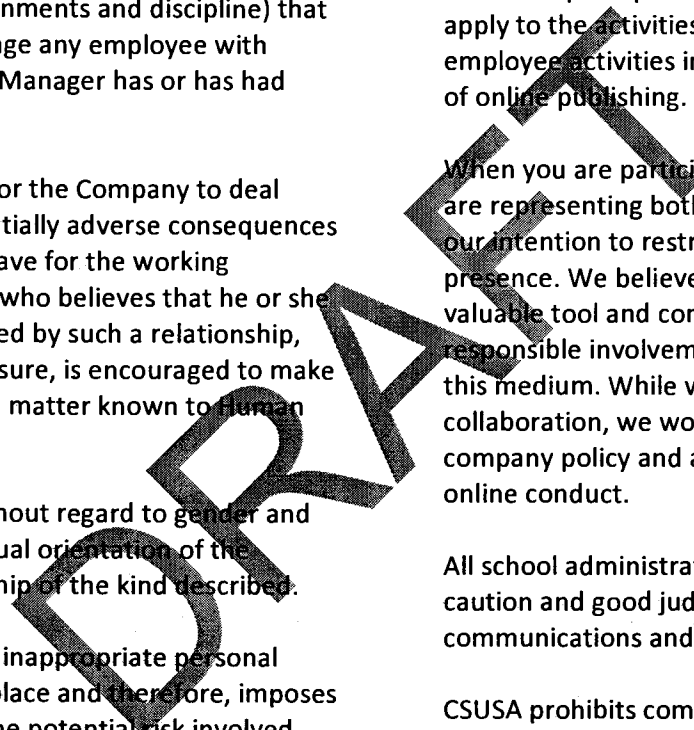 nments and discipline) that
ge any employee with
Manager has or has had
or the Company to deal
tially adverse consequences
ave for the working
who believes that he or she
ed by such a relationship,
sure, is encouraged to make
matter known to Human
hout regard to gender and
ual orientation of the
hip of the kind described.
inappropriate personal
place and therefore, imposes
he potential risk involved
apply to the activities
employee activities in
of online publishing.
When you are partici
are representing both
our intention to restr
presence. We believe
valuable tool and con
responsible involvem
this medium. While v
collaboration, we wo
company policy and a
online conduct.
All school administra
caution and good jud
communications and
CSUSA prohibits com
DRAFT